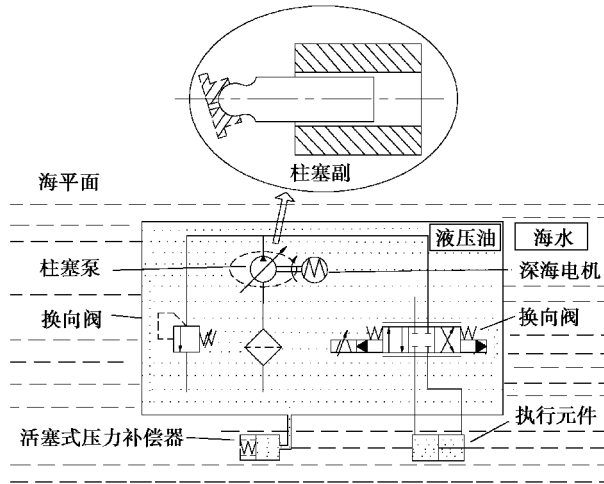 柱塞副
海平面
液压油
海水
柱塞泵
深海电机
换向阀
换向阀
活塞式压力补偿器
执行元件